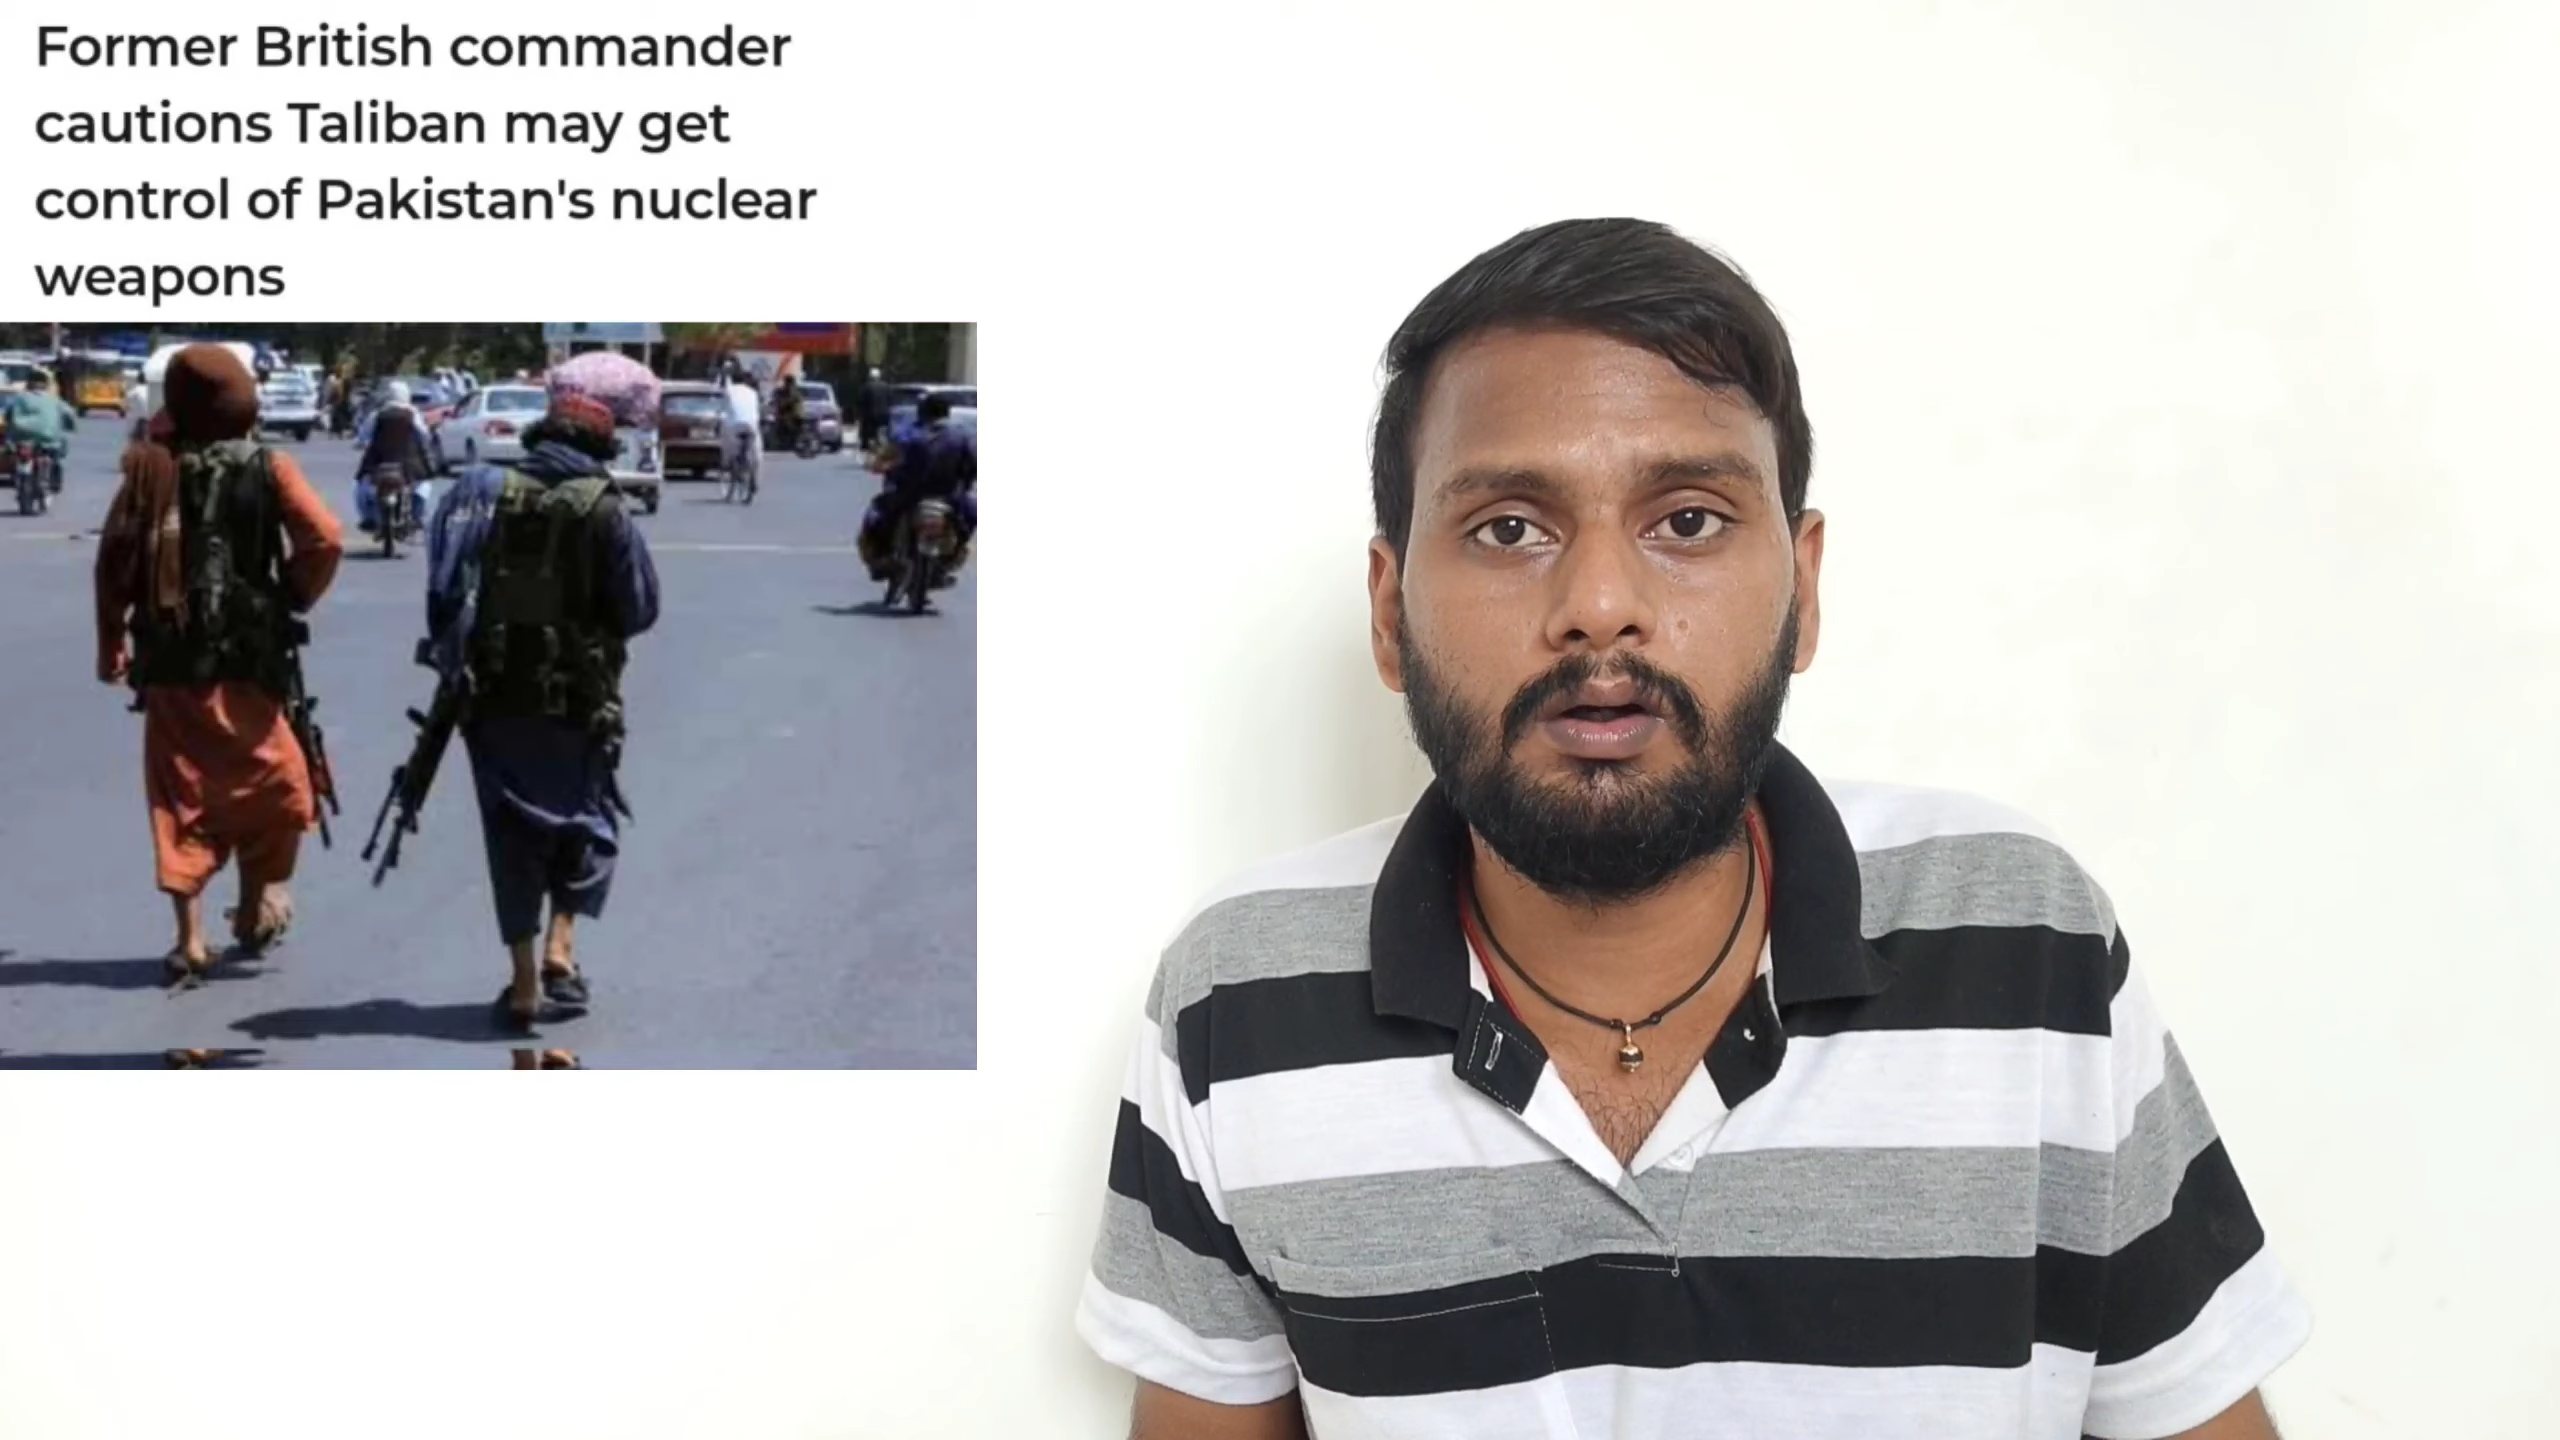 Former British commander
cautions Taliban may get
control of Pakistan's nuclear
weapons